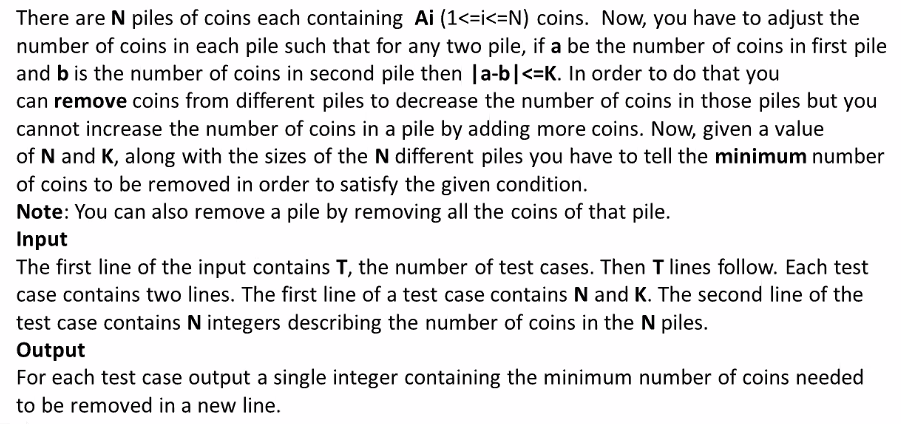 There are N piles of coins each containing Ai (1<=i<=N) coins. Now, you have to adjust the
number of coins in each pile such that for any two pile, if a be the number of coins in first pile
and b is the number of coins in second pile then |a-b|<=K. In order to do that you
can remove coins from different piles to decrease the number of coins in those piles but you
cannot increase the number of coins in a pile by adding more coins. Now, given a value
of N and K, along with the sizes of the N different piles you have to tell the minimum number
of coins to be removed in order to satisfy the given condition.
Note: You can also remove a pile by removing all the coins of that pile.
Input
The first line of the input contains T, the number of test cases. Then T lines follow. Each test
case contains two lines. The first line of a test case contains N and K. The second line of the
test case contains N integers describing the number of coins in the N piles.
Output
For each test case output a single integer containing the minimum number of coins needed
to be removed in a new line.